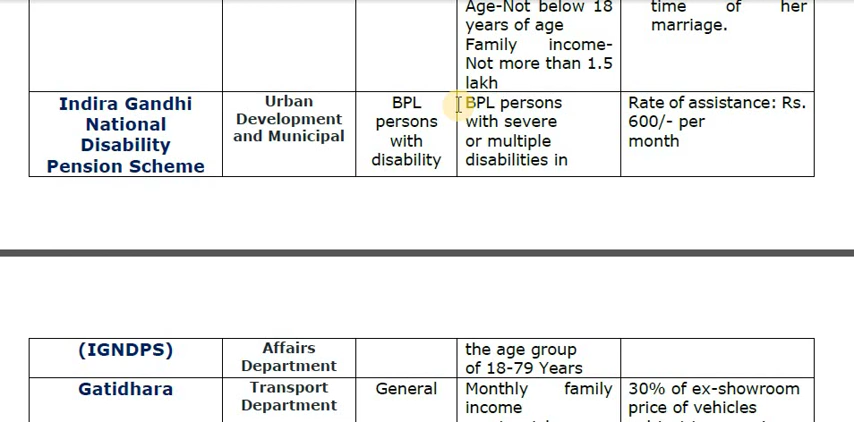 Age-Not below 18
years of age
Family income-
Not more than 1.5
lakh
time of her
marriage.
Indira Gandhi
National
Disability
Pension Scheme
Urban
Development
and Municipal
BPL
persons
with
disability
BPL persons
with severe
or multiple
disabilities in
Rate of assistance: Rs.
600/- per
month
(IGNDPS)
Affairs
Department
the age group
of 18-79 Years
Gatidhara
Transport
Department
General
Monthly family
income
30% of ex-showroom
price of vehicles